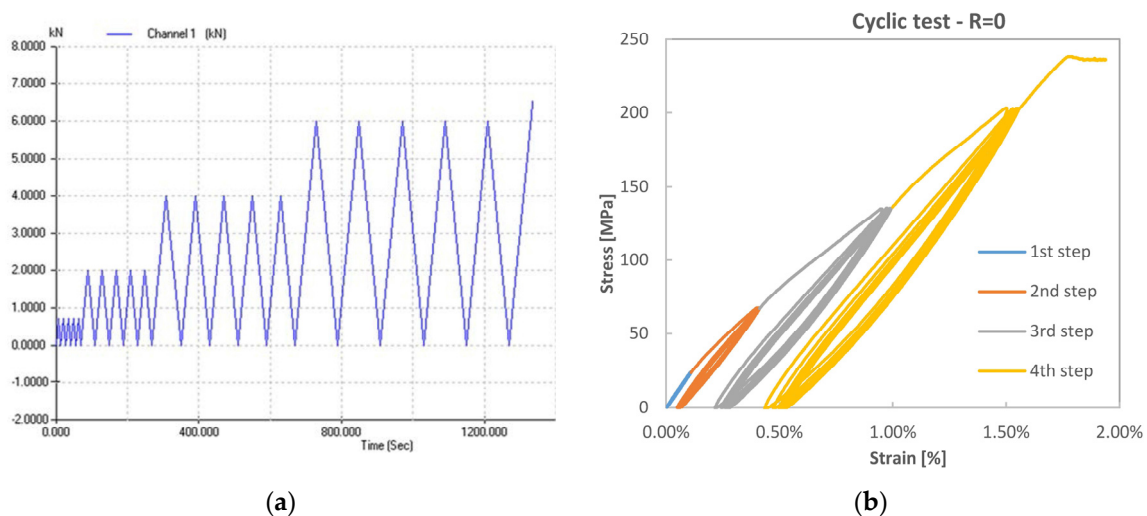 kN
Channel 1 (kN)
8.0000
7.0000
6.0000
5.0000
4.0000
3.0000
2.0000
1.0000
0.0000
-1.0000
-2.0000
0.000 400.000 800.000 1200.000
Time (Sec)
(a)
Cyclic test - R=0
250
200
150
100
50
0
Stress [MPa]
1st step
2nd step
3rd step
4th step
0.00% 0.50% 1.00% 1.50% 2.00%
Strain [%]
(b)